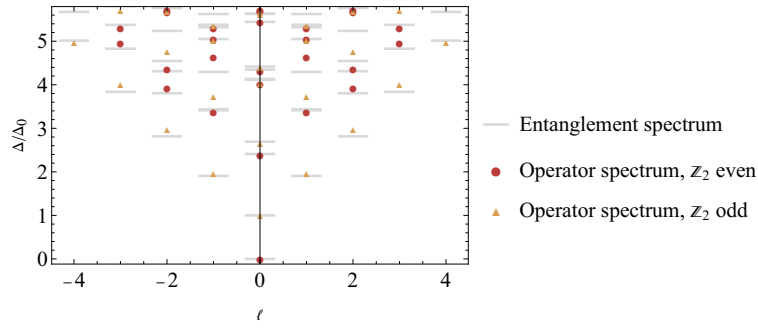 Δ/Δ₀
5
4
3
2
1
0
−4 −2 0 2 4
ℓ
Entanglement spectrum
Operator spectrum, ℤ₂ even
Operator spectrum, ℤ₂ odd